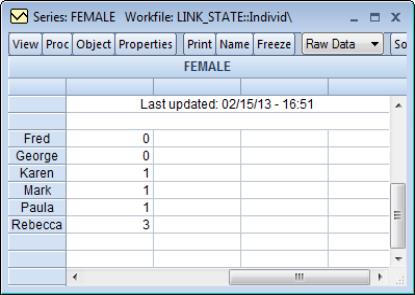 Series: FEMALE Workfile: LINK_STATE::Individ\
View Proc Object Properties Print Name Freeze Raw Data So
FEMALE
Last updated: 02/15/13 - 16:51
Fred 0
George 0
Karen 1
Mark 1
Paula 1
Rebecca 3